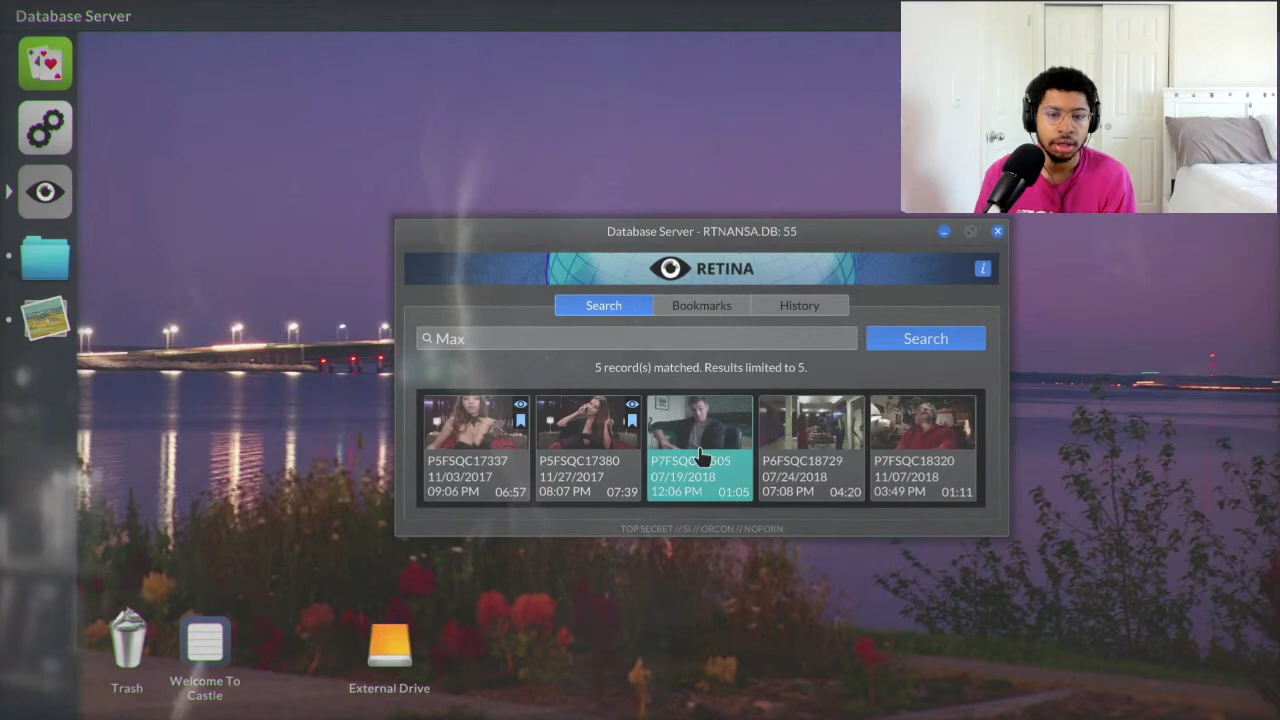 Database Server
Database Server - RTNANSA.DB: 55
RETINA
i
Search Bookmarks History
Max Search
5 record(s) matched. Results limited to 5.
P5FSQC17337 P5FSQC17380 P7FSQC 505 P6FSQC18729 P7FSQC18320
11/03/2017 11/27/2017 07/19/2018 07/24/2018 11/07/2018
09:06 PM 06:57 08:07 PM 07:39 12:06 PM 01:05 07:08 PM 04:20 03:49 PM 01:11
TOP SECRET // SI // ORCON // NOFORN
Trash
Welcome To
Castle
External Drive